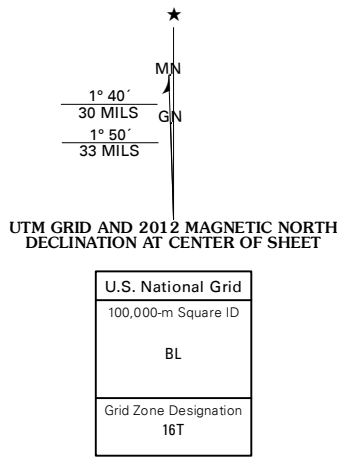 ★
MN
1° 40´
30 MILS
GN
1° 50´
33 MILS
UTM GRID AND 2012 MAGNETIC NORTH
DECLINATION AT CENTER OF SHEET
U.S. National Grid
100,000-m Square ID
BL
Grid Zone Designation
16T